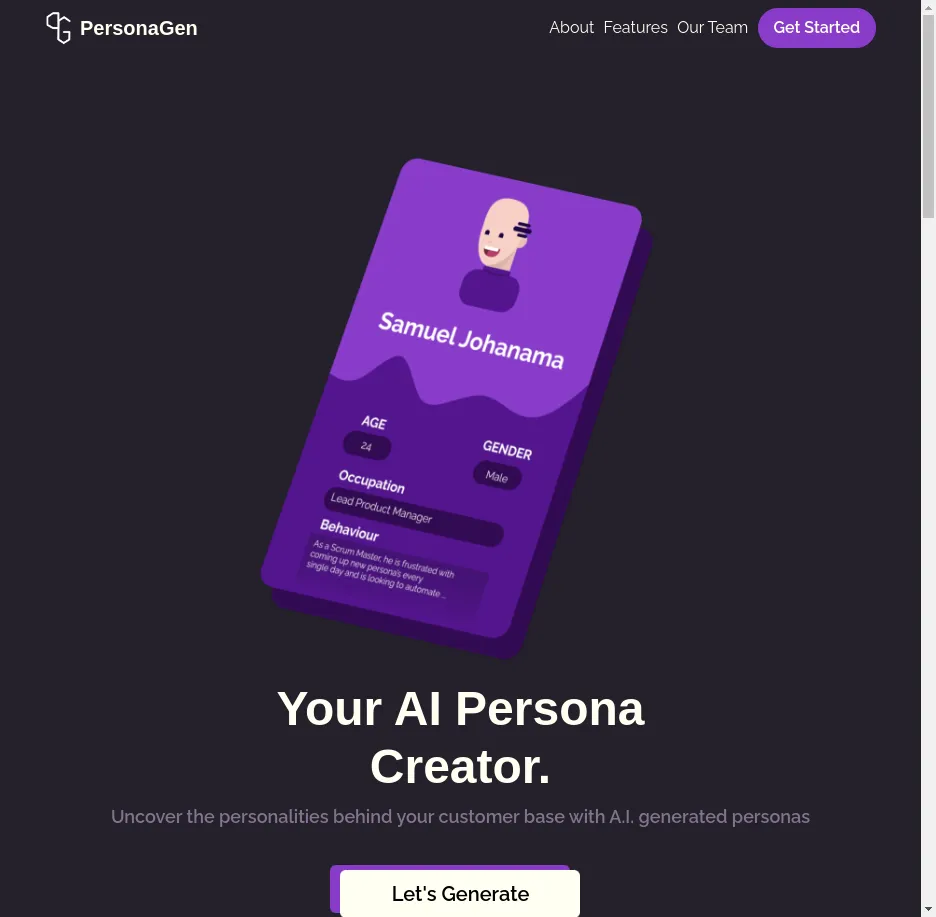 PersonaGen
About Features Our Team Get Started
Samuel Johanama
AGE
24
GENDER
Male
Occupation
Lead Product Manager
Behaviour
As a Scrum Master, he is frustrated with
coming up new persona's every
single day and is looking to automate ...
Your AI Persona
Creator.
Uncover the personalities behind your customer base with A.I. generated personas
Let's Generate